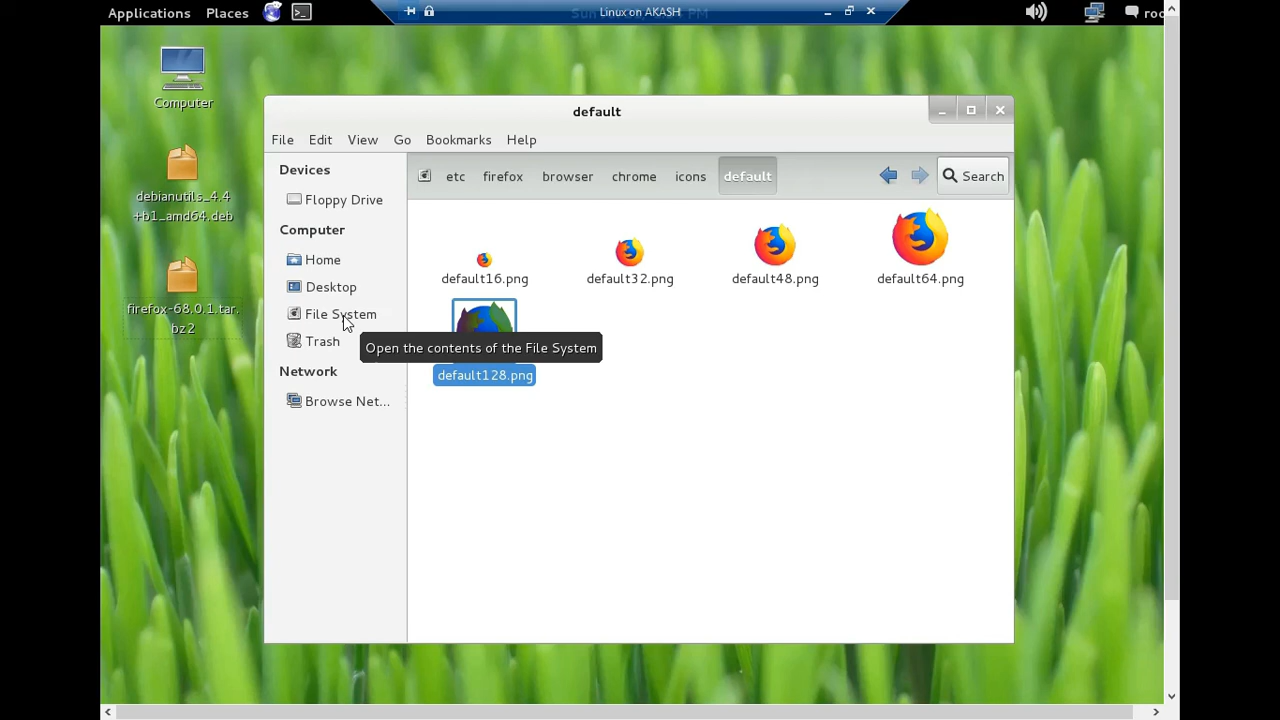 Applications Places
Linux on AKASH
roo
Computer
debianutils_4.4
+b1_amd64.deb
firefox-68.0.1.tar.
bz2
default
File Edit View Go Bookmarks Help
Devices
Floppy Drive
Computer
Home
Desktop
File System
Trash
Network
Browse Net...
etc firefox browser chrome icons default Search
default16.png default32.png default48.png default64.png
Open the contents of the File System
default128.png